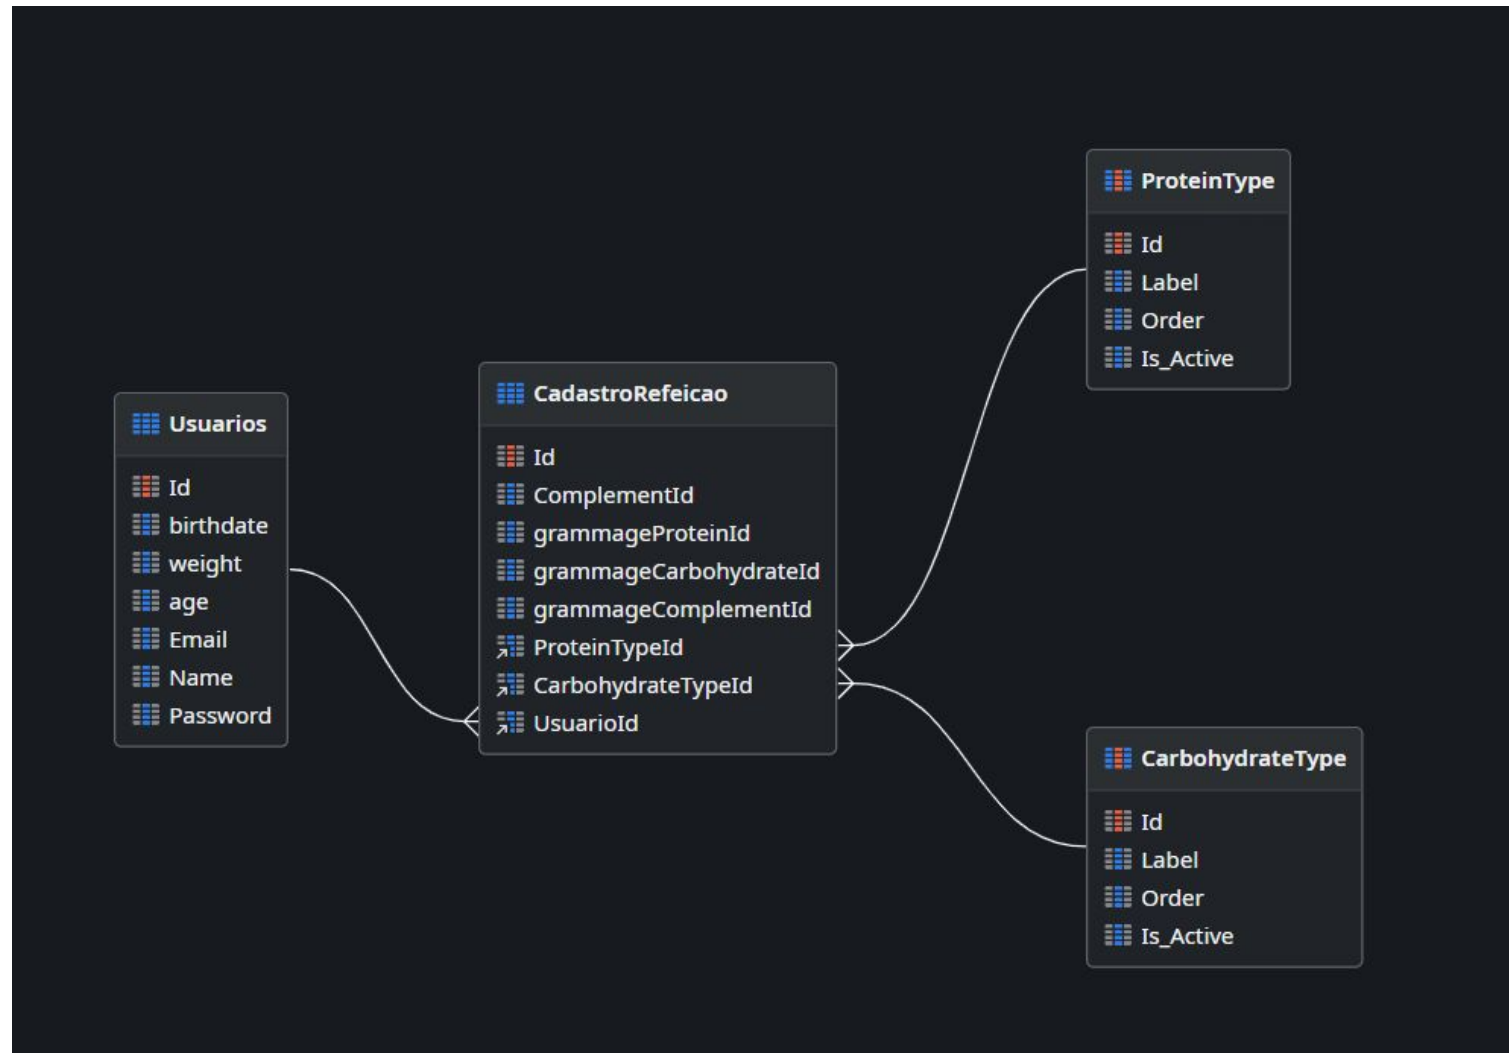 Usuarios
Id
birthdate
weight
age
Email
Name
Password
CadastroRefeicao
Id
ComplementId
grammageProteinId
grammageCarbohydrateId
grammageComplementId
ProteinTypeId
CarbohydrateTypeId
UsuarioId
ProteinType
Id
Label
Order
Is_Active
CarbohydrateType
Id
Label
Order
Is_Active